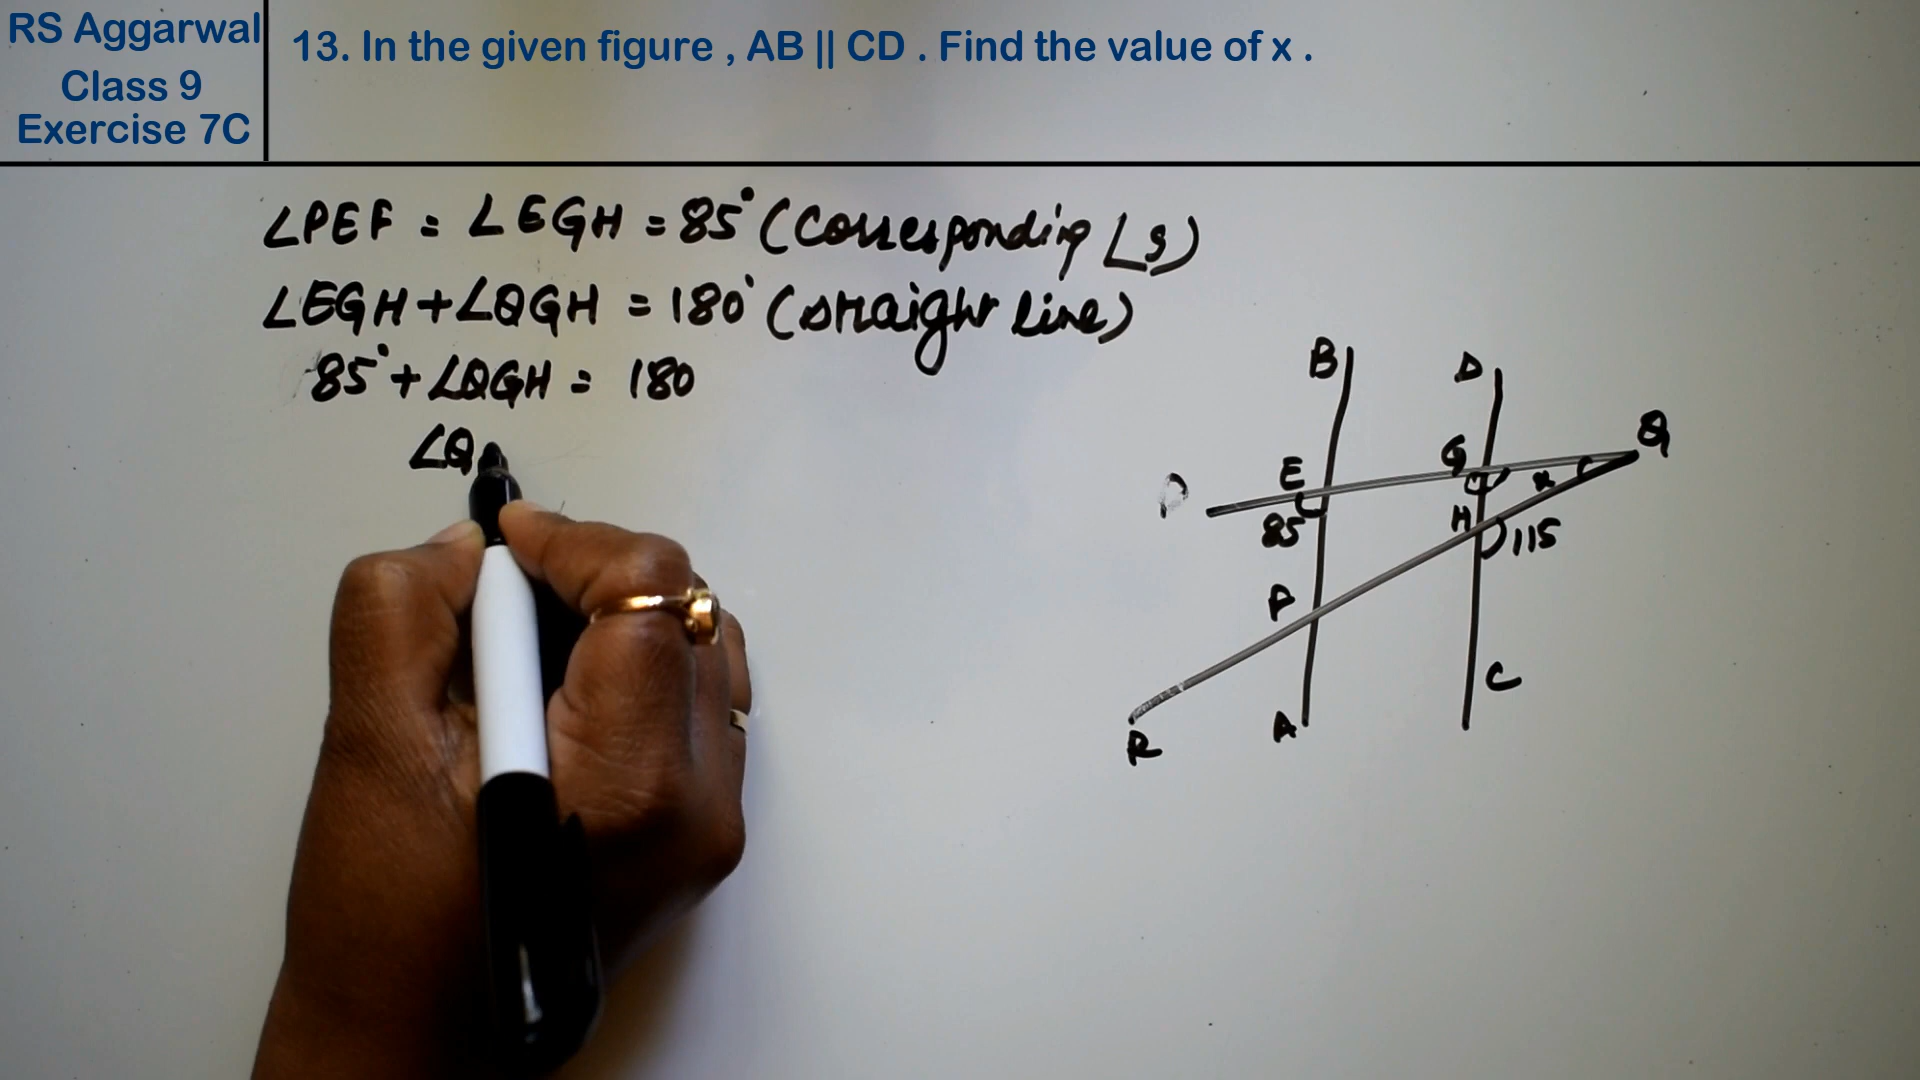 RS Aggarwal
Class 9
Exercise 7C
13. In the given figure , AB || CD . Find the value of x .
∠PEF = ∠EGH = 85° (corresponding ∠s)
∠EGH + ∠QGH = 180° (straight line)
85° + ∠QGH = 180
∠Q
B
D
Q
G
E
P
x
85
H
115
F
C
A
R